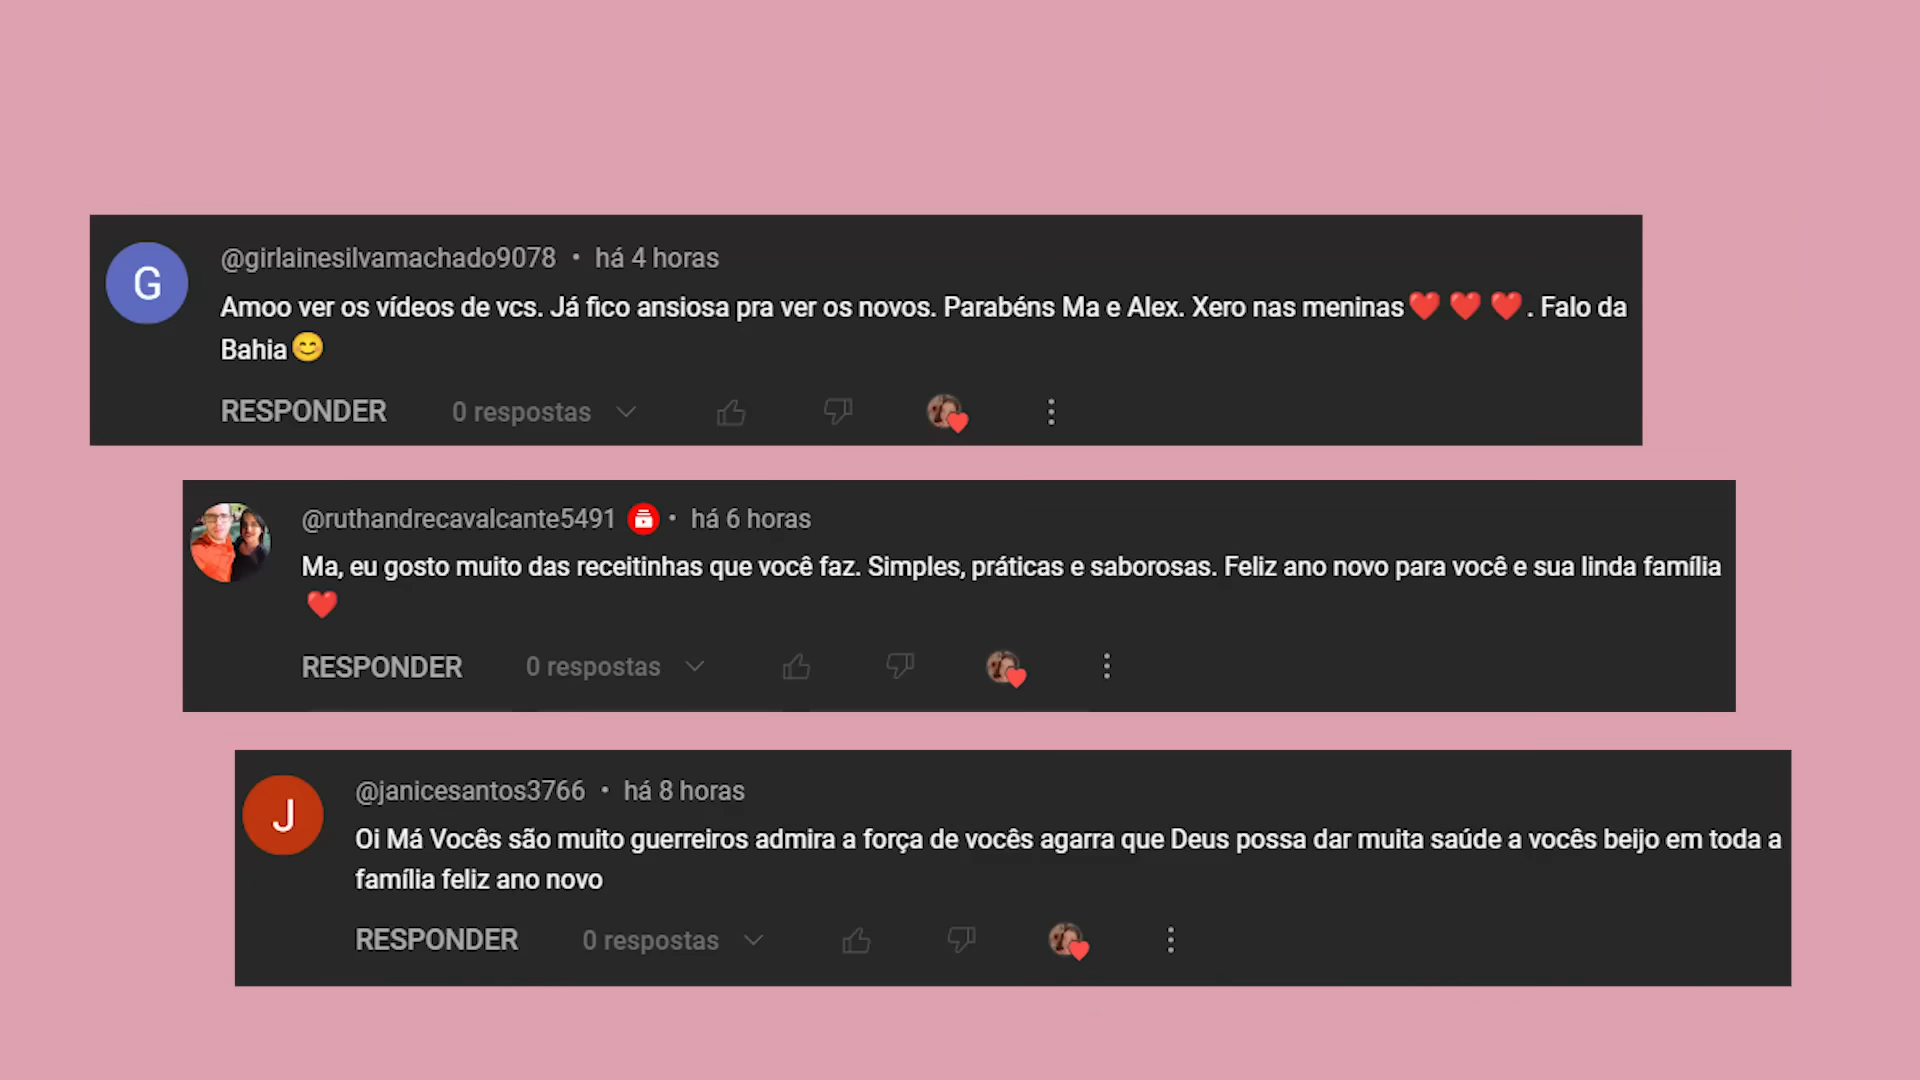 G
@girlainesilvamachado9078 • há 4 horas
Amoo ver os vídeos de vcs. Já fico ansiosa pra ver os novos. Parabéns Ma e Alex. Xero nas meninas❤️ ❤️ ❤️ . Falo da
Bahia😊
RESPONDER 0 respostas
@ruthandrecavalcante5491 • há 6 horas
Ma, eu gosto muito das receitinhas que você faz. Simples, práticas e saborosas. Feliz ano novo para você e sua linda família
❤️
RESPONDER 0 respostas
J
@janicesantos3766 • há 8 horas
Oi Má Vocês são muito guerreiros admira a força de vocês agarra que Deus possa dar muita saúde a vocês beijo em toda a
família feliz ano novo
RESPONDER 0 respostas